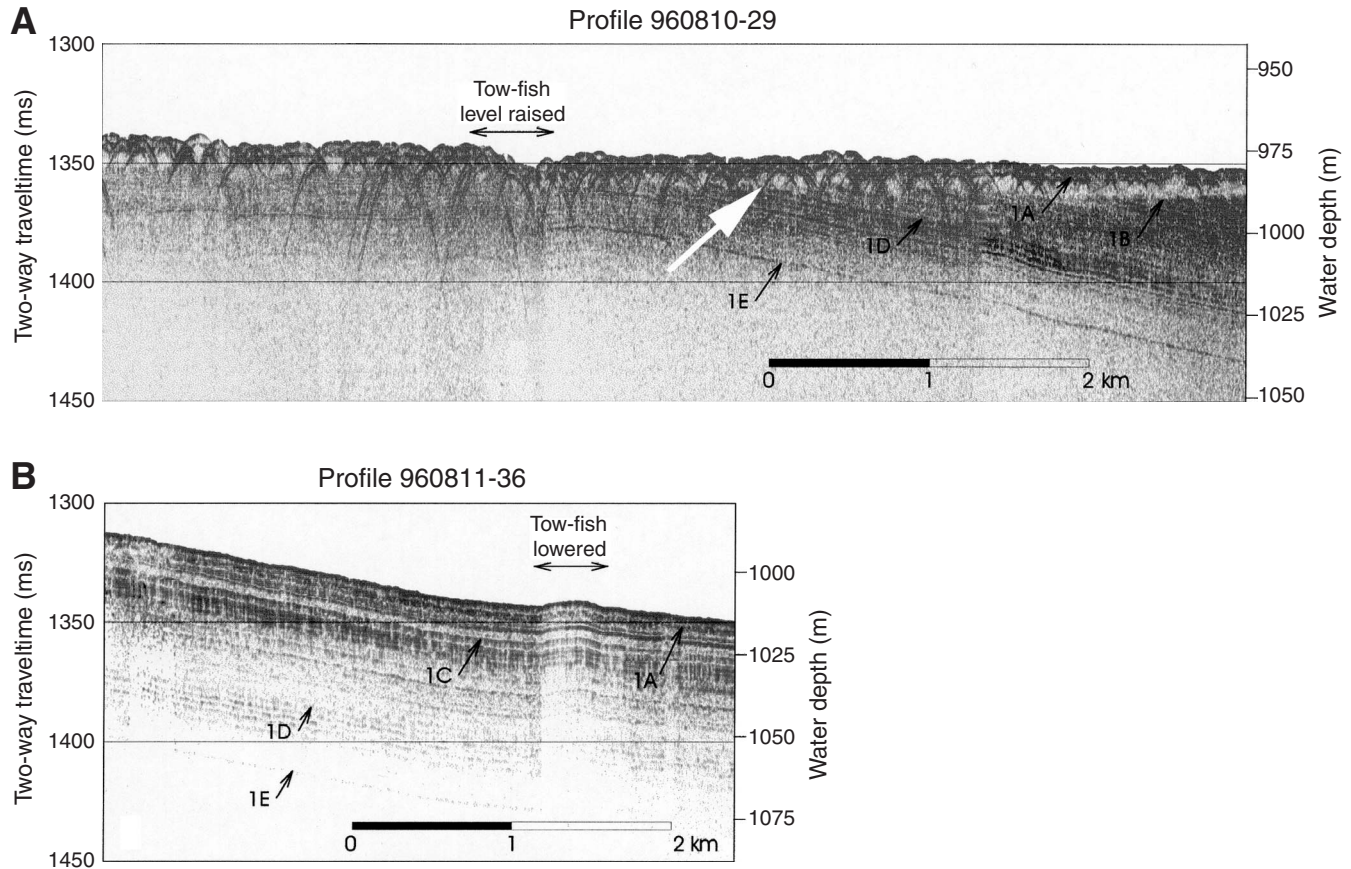 A
Profile 960810-29
Two-way traveltime (ms)
1300
1350
1400
1450
Tow-fish
level raised
1A
1B
1D
1E
0 1 2 km
950
975
1000
1025
1050
Water depth (m)
B
Profile 960811-36
Two-way traveltime (ms)
1300
1350
1400
1450
Tow-fish
lowered
1C
1A
1D
1E
0 1 2 km
1000
1025
1050
1075
Water depth (m)